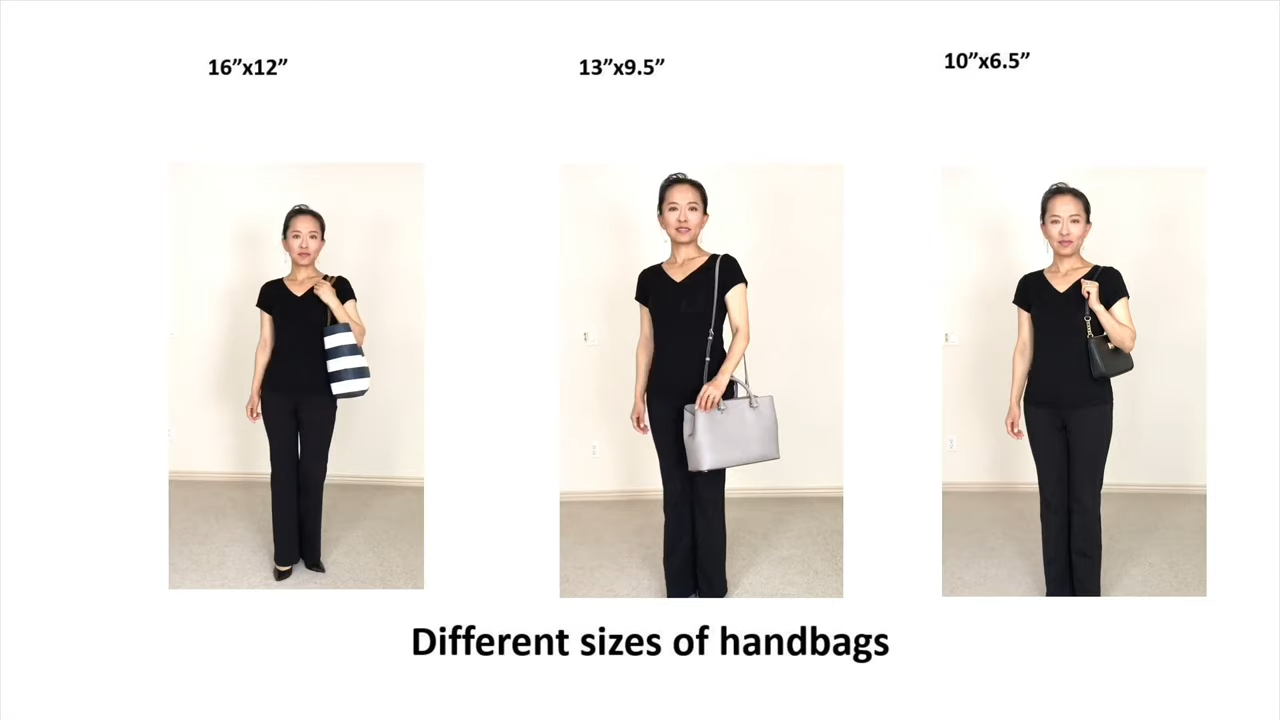 16”x12”
13”x9.5”
10”x6.5”
Different sizes of handbags